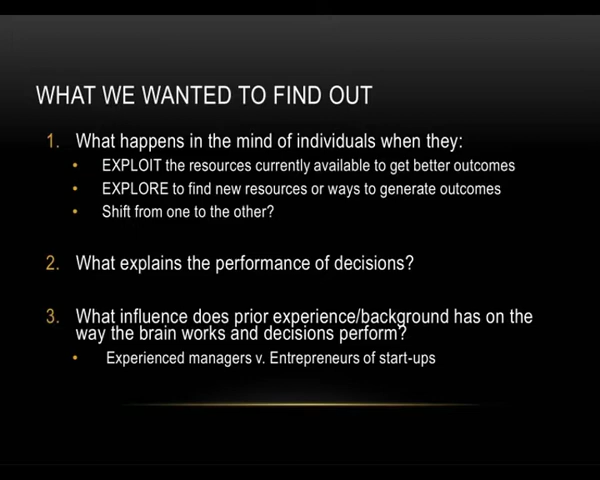 WHAT WE WANTED TO FIND OUT
1. What happens in the mind of individuals when they:
• EXPLOIT the resources currently available to get better outcomes
• EXPLORE to find new resources or ways to generate outcomes
• Shift from one to the other?
2. What explains the performance of decisions?
3. What influence does prior experience/background has on the
way the brain works and decisions perform?
• Experienced managers v. Entrepreneurs of start-ups